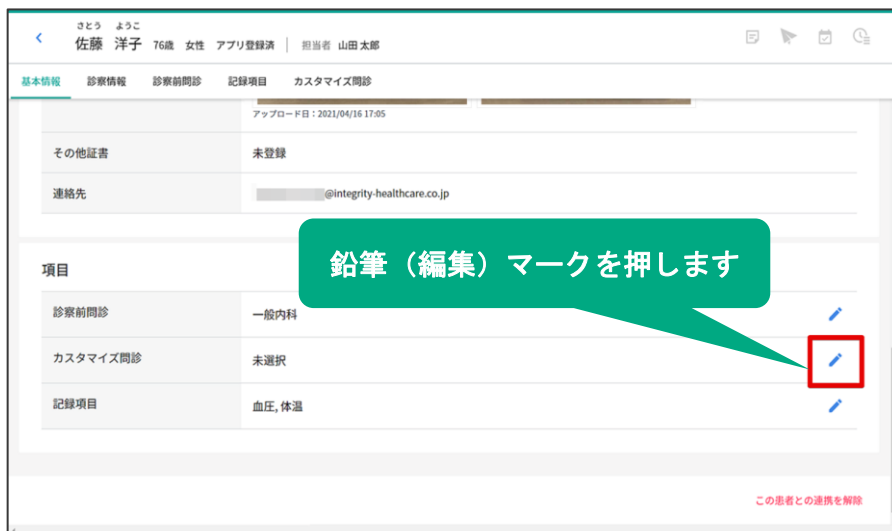 さとう ようこ
佐藤 洋子 76歳 女性 アプリ登録済 担当者 山田 太郎
基本情報 診察情報 診察前問診 記録項目 カスタマイズ問診
アップロード日：2021/04/16 17:05
その他証書 未登録
連絡先 @integrity-healthcare.co.jp
鉛筆（編集）マークを押します
項目
診察前問診 一般内科
カスタマイズ問診 未選択
記録項目 血圧, 体温
この患者との連携を解除